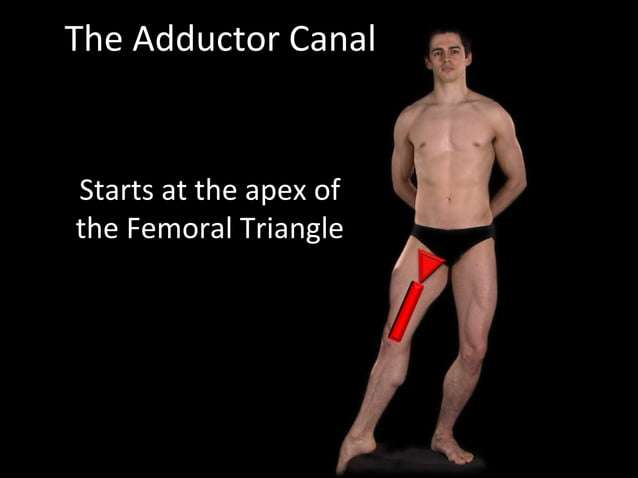 The Adductor Canal
Starts at the apex of
the Femoral Triangle